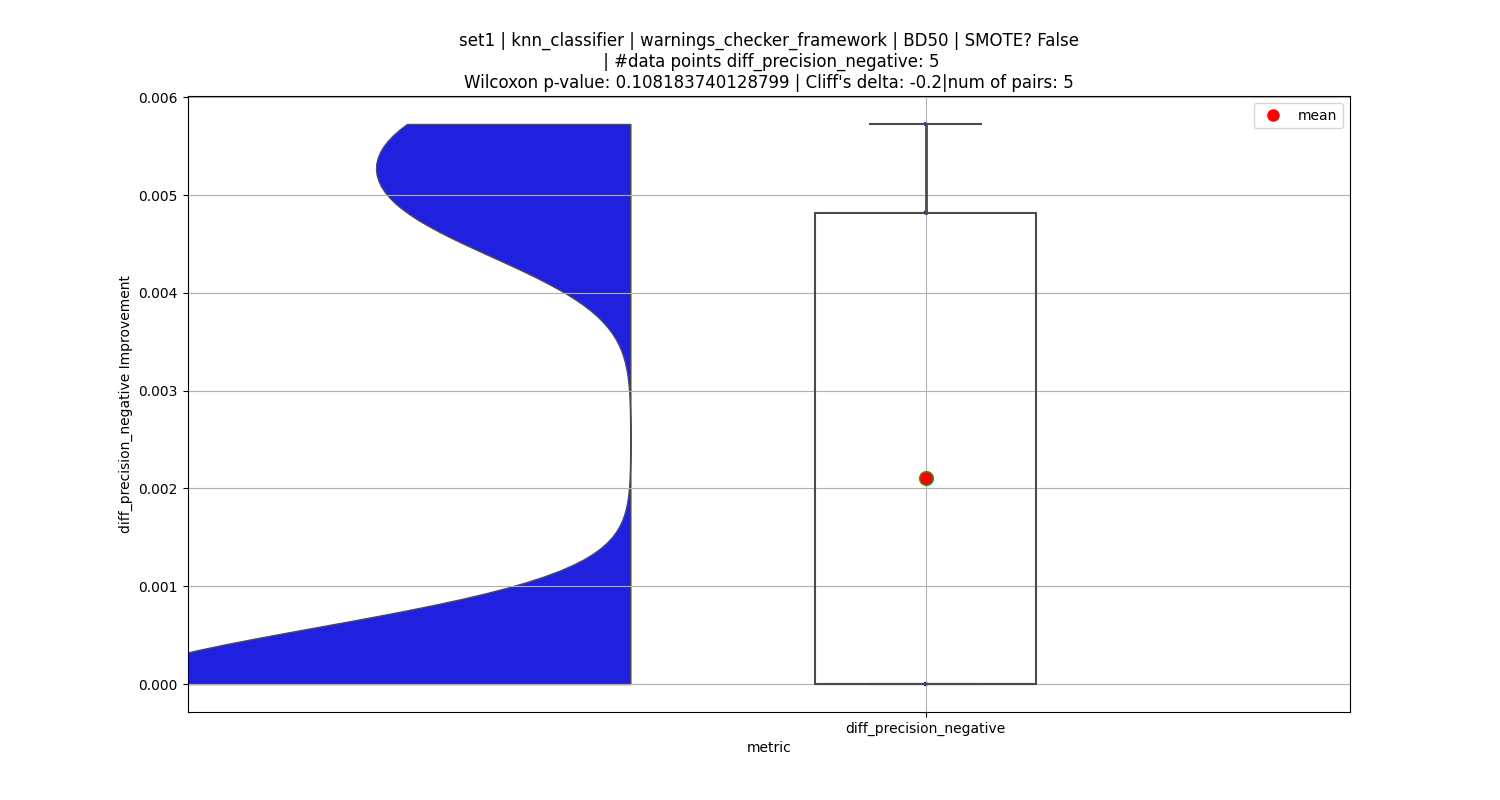 set1 | knn_classifier | warnings_checker_framework | BD50 | SMOTE? False
| #data points diff_precision_negative: 5
Wilcoxon p-value: 0.108183740128799 | Cliff's delta: -0.2|num of pairs: 5
mean
0.006
0.005
0.004
0.003
0.002
0.001
0.000
diff_precision_negative Improvement
diff_precision_negative
metric